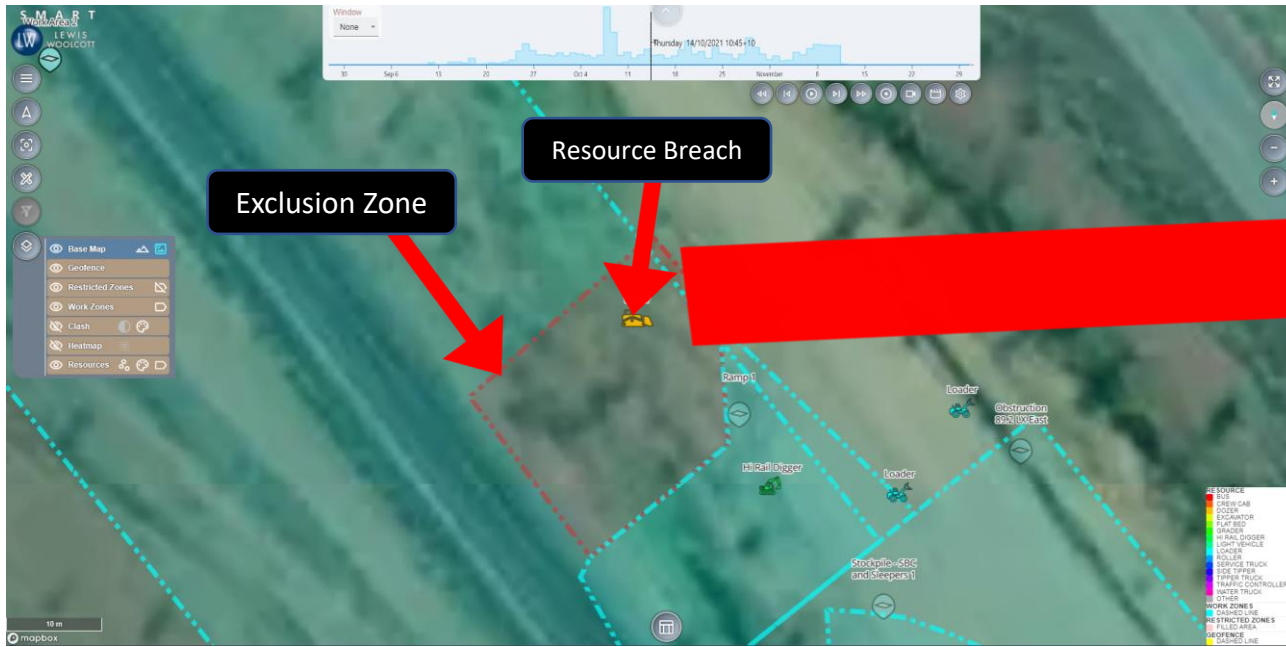 SMART
Work Area 2
LW
LEWIS
WOOLCOTT
Window
None
Thursday 14/10/2021 10:45+10
30 Sep 6 13 20 27 Oct 4 11 18 25 November 8 15 22 29
Resource Breach
Exclusion Zone
Base Map
Geofence
Restricted Zones
Work Zones
Clash
Heatmap
Resources
Ramp 1
Loader
Obstruction
89.2 LX East
Hi Rail Digger
Loader
Stockpile - SBC
and Sleepers 1
RESOURCE
BUS
CREW CAB
DOZER
EXCAVATOR
FLAT BED
GRADER
HI RAIL DIGGER
LIGHT VEHICLE
LOADER
ROLLER
SERVICE TRUCK
SIDE TIPPER
TIPPER TRUCK
TRAFFIC CONTROLLER
WATER TRUCK
OTHER
WORK ZONES
DASHED LINE
RESTRICTED ZONES
FILLED AREA
GEOFENCE
DASHED LINE
10 m
mapbox